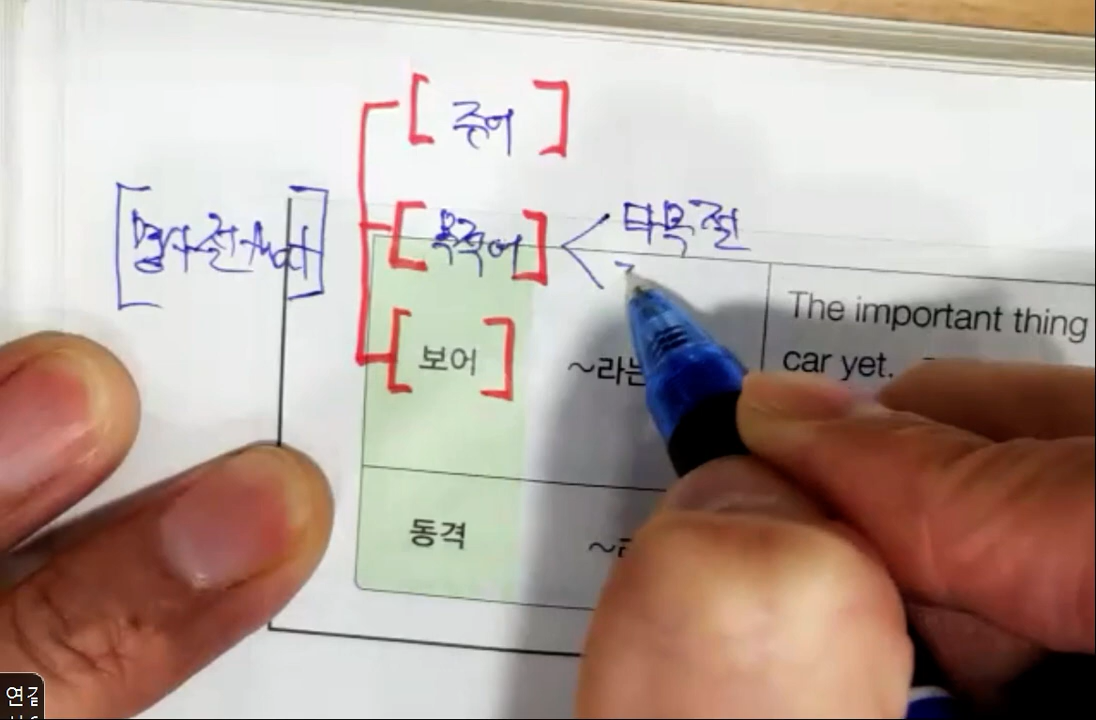 [ 주어 ]
[ 명사절 that ]
[ 목적어 ] < 타목절
The important thing
car yet.
[ 보어 ]
~라는
동격
~라
연결